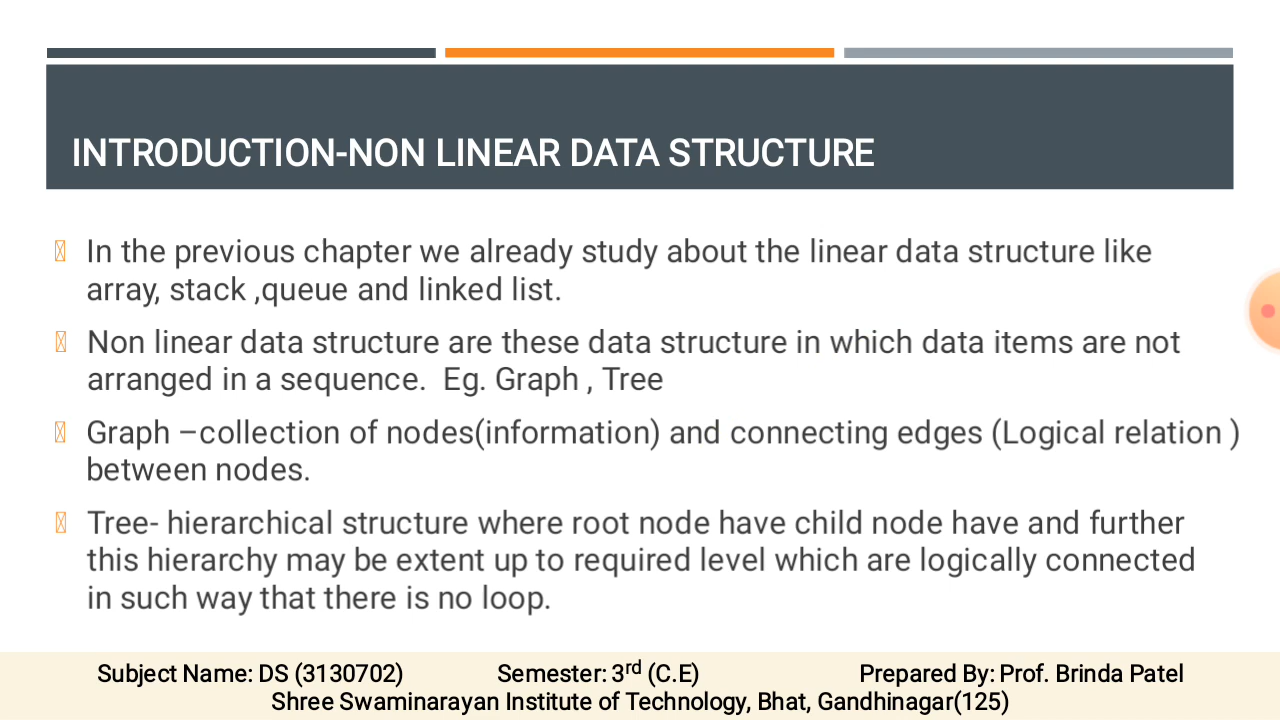 INTRODUCTION-NON LINEAR DATA STRUCTURE
In the previous chapter we already study about the linear data structure like
array, stack ,queue and linked list.
Non linear data structure are these data structure in which data items are not
arranged in a sequence.  Eg. Graph , Tree
Graph –collection of nodes(information) and connecting edges (Logical relation )
between nodes.
Tree- hierarchical structure where root node have child node have and further
this hierarchy may be extent up to required level which are logically connected
in such way that there is no loop.
Subject Name: DS (3130702) Semester: 3rd (C.E) Prepared By: Prof. Brinda Patel
Shree Swaminarayan Institute of Technology, Bhat, Gandhinagar(125)